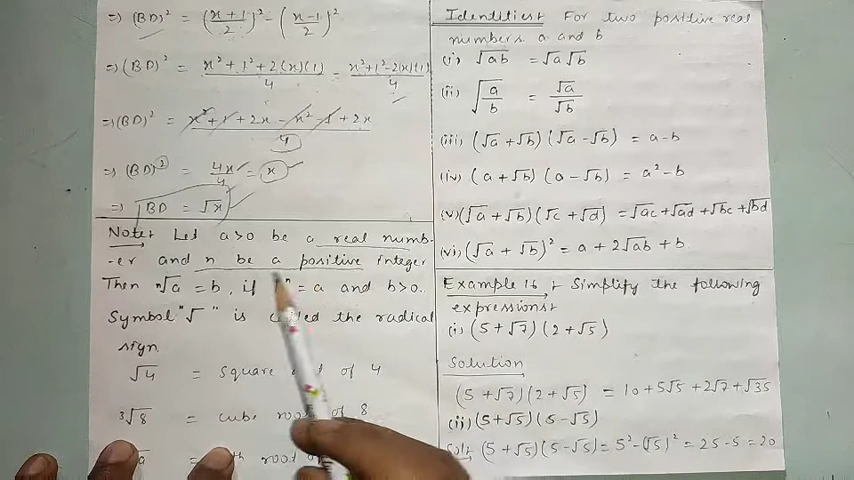 => (BD)² = (x+1/2)² - (x-1/2)²
=> (BD)² = x²+1²+2(x)(1)/4 - x²+1²-2(x)(1)/4
=> (BD)² = x²+1+2x-x²-1+2x/4
=> (BD)² = 4x/4 = x
=> BD = √x
Note: Let a>0 be a real numb-
-er and n be a positive integer
Then ⁿ√a = b, if = a and b>0.
Symbol "√ " is called the radical
sign.
√4 = Square root of 4
³√8 = cube root of 8
root of
Identities: For two positive real
numbers a and b
(i) √ab = √a√b
(ii) √(a/b) = √a/√b
(iii) (√a+√b)(√a-√b) = a-b
(iv) (a+√b)(a-√b) = a²-b
(v) (√a+√b)(√c+√d) = √ac+√ad+√bc+√bd
(vi) (√a+√b)² = a+2√ab+b
Example 16: Simplify the following
expressions:
(i) (5+√7)(2+√5)
Solution
(5+√7)(2+√5) = 10+5√5+2√7+√35
(ii) (5+√5)(5-√5)
Sol: (5+√5)(5-√5) = 5²-(√5)² = 25-5 = 20